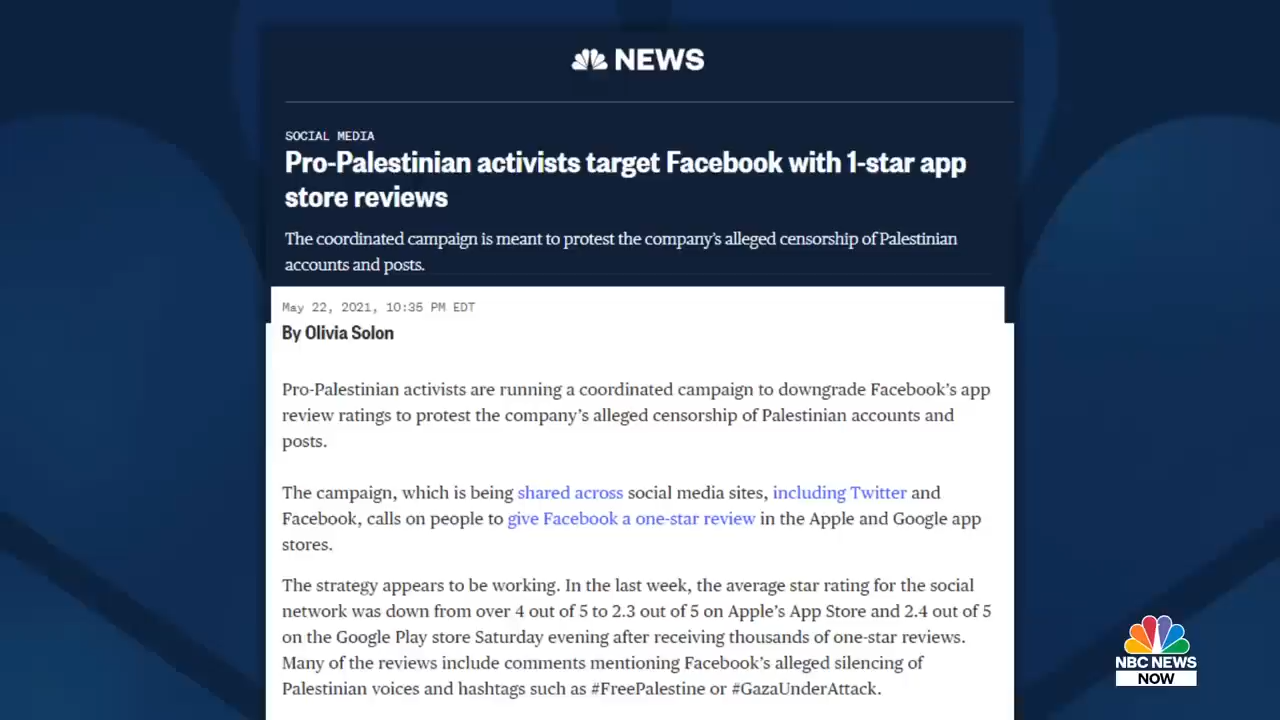 NEWS
SOCIAL MEDIA
Pro-Palestinian activists target Facebook with 1-star app
store reviews
The coordinated campaign is meant to protest the company's alleged censorship of Palestinian
accounts and posts.
May 22, 2021, 10:35 PM EDT
By Olivia Solon
Pro-Palestinian activists are running a coordinated campaign to downgrade Facebook's app
review ratings to protest the company's alleged censorship of Palestinian accounts and
posts.
The campaign, which is being shared across social media sites, including Twitter and
Facebook, calls on people to give Facebook a one-star review in the Apple and Google app
stores.
The strategy appears to be working. In the last week, the average star rating for the social
network was down from over 4 out of 5 to 2.3 out of 5 on Apple's App Store and 2.4 out of 5
on the Google Play store Saturday evening after receiving thousands of one-star reviews.
Many of the reviews include comments mentioning Facebook's alleged silencing of
Palestinian voices and hashtags such as #FreePalestine or #GazaUnderAttack.
NBC NEWS
NOW